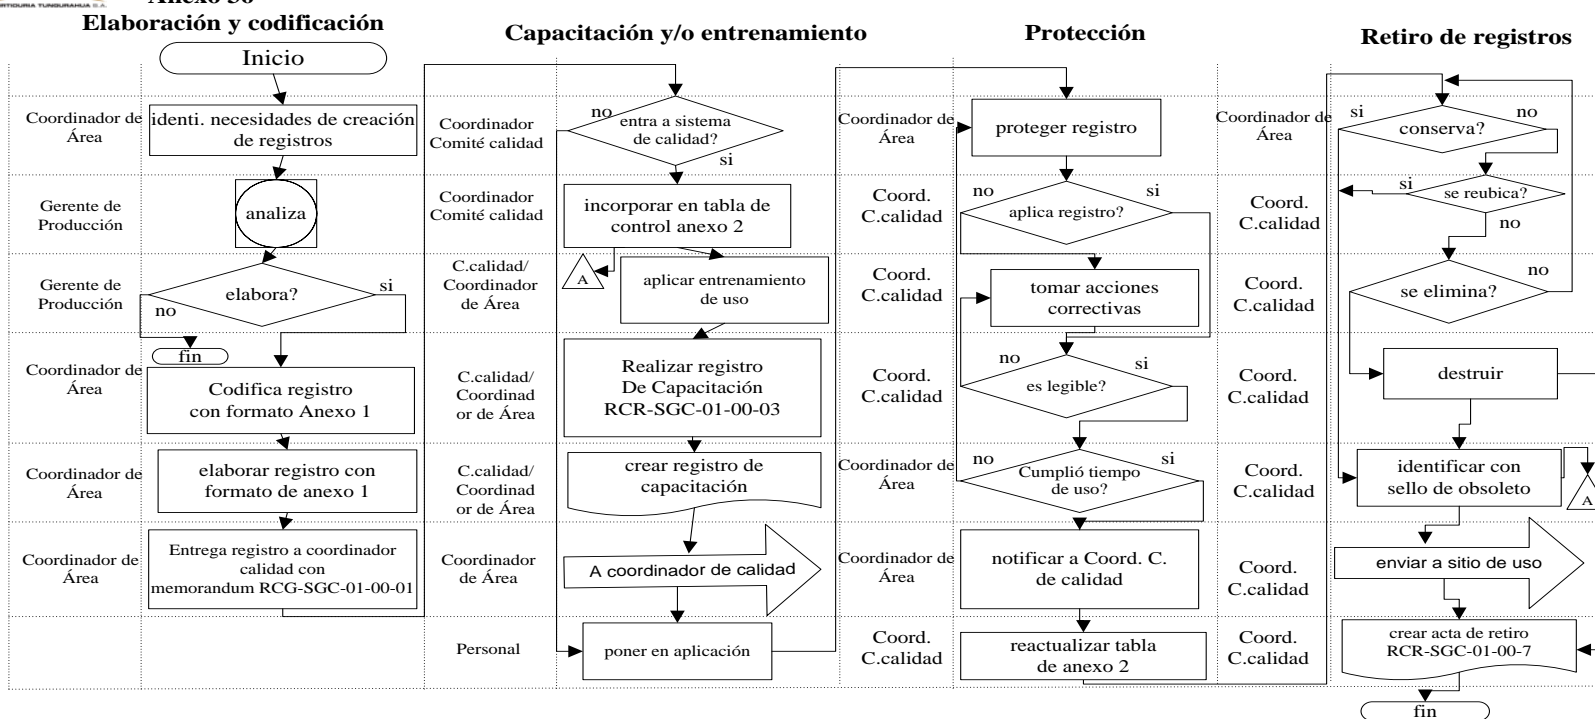 CURTIDURIA TUNGURAHUA S.A.
Elaboración y codificación
Inicio
Coordinador de
Área
identi. necesidades de creación
de registros
Gerente de
Producción
analiza
Gerente de
Producción
elabora?
si
no
fin
Coordinador de
Área
Codifica registro
con formato Anexo 1
Coordinador de
Área
elaborar registro con
formato de anexo 1
Coordinador de
Área
Entrega registro a coordinador
calidad con
memorandum RCG-SGC-01-00-01
Capacitación y/o entrenamiento
Coordinador
Comité calidad
no
entra a sistema
de calidad?
si
Coordinador
Comité calidad
incorporar en tabla de
control anexo 2
A
C.calidad/
Coordinador
de Área
aplicar entrenamiento
de uso
C.calidad/
Coordinad
or de Área
Realizar registro
De Capacitación
RCR-SGC-01-00-03
C.calidad/
Coordinad
or de Área
crear registro de
capacitación
Coordinador
de Área
A coordinador de calidad
Personal
poner en aplicación
Protección
Coordinador de
Área
proteger registro
Coord.
C.calidad
no
si
aplica registro?
Coord.
C.calidad
tomar acciones
correctivas
Coord.
C.calidad
no
si
es legible?
Coordinador de
Área
no
si
Cumplió tiempo
de uso?
Coordinador de
Área
notificar a Coord. C.
de calidad
Coord.
C.calidad
reactualizar tabla
de anexo 2
Retiro de registros
Coordinador de
Área
si
no
conserva?
Coord.
C.calidad
si
se reubica?
no
Coord.
C.calidad
no
se elimina?
Coord.
C.calidad
destruir
Coord.
C.calidad
identificar con
sello de obsoleto
A
Coord.
C.calidad
enviar a sitio de uso
Coord.
C.calidad
crear acta de retiro
RCR-SGC-01-00-7
fin